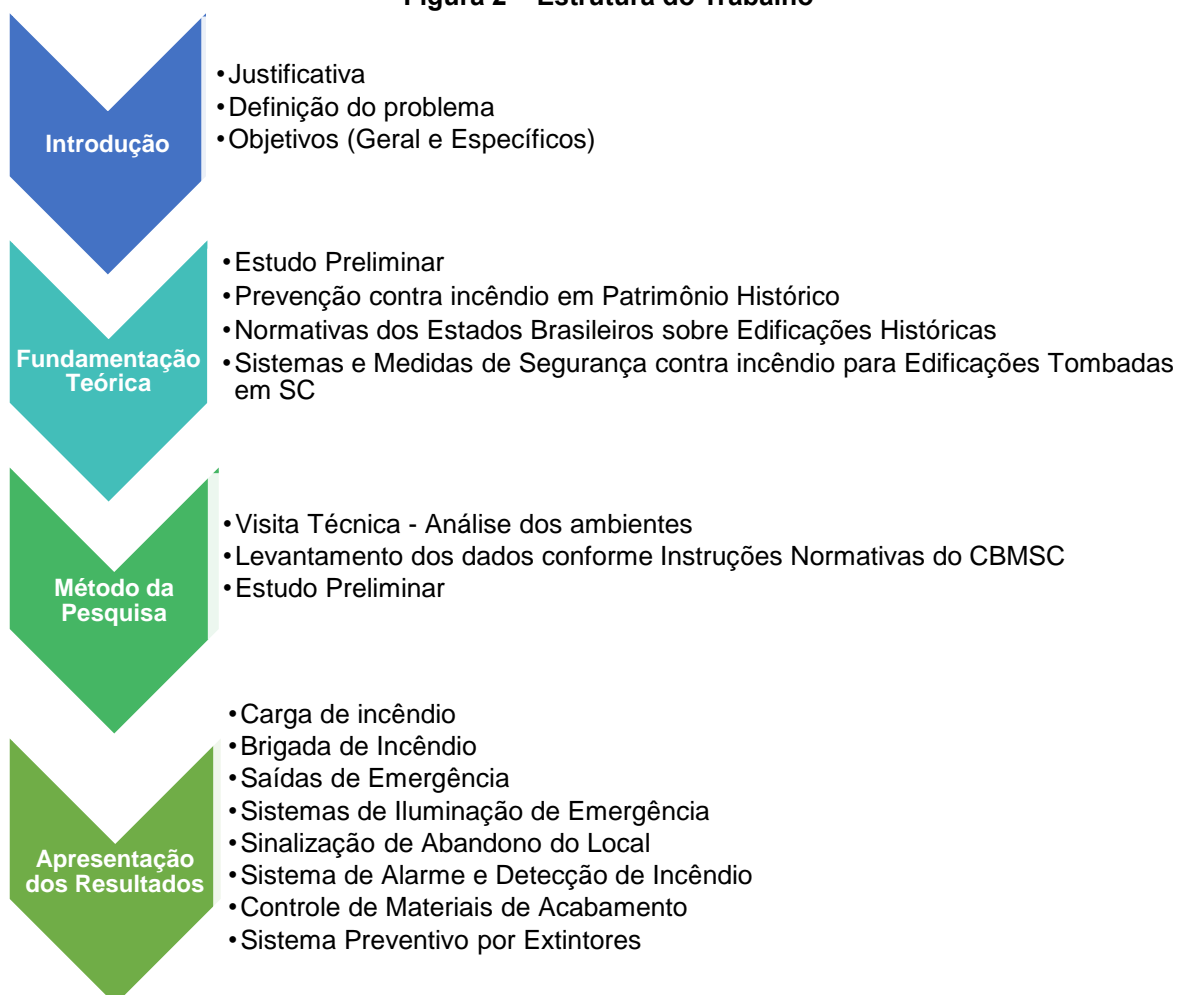 Figura 2 – Estrutura do Trabalho
Introdução
•Justificativa
•Definição do problema
•Objetivos (Geral e Específicos)
Fundamentação
Teórica
•Estudo Preliminar
•Prevenção contra incêndio em Patrimônio Histórico
•Normativas dos Estados Brasileiros sobre Edificações Históricas
•Sistemas e Medidas de Segurança contra incêndio para Edificações Tombadas
em SC
Método da
Pesquisa
•Visita Técnica - Análise dos ambientes
•Levantamento dos dados conforme Instruções Normativas do CBMSC
•Estudo Preliminar
Apresentação
dos Resultados
•Carga de incêndio
•Brigada de Incêndio
•Saídas de Emergência
•Sistemas de Iluminação de Emergência
•Sinalização de Abandono do Local
•Sistema de Alarme e Detecção de Incêndio
•Controle de Materiais de Acabamento
•Sistema Preventivo por Extintores